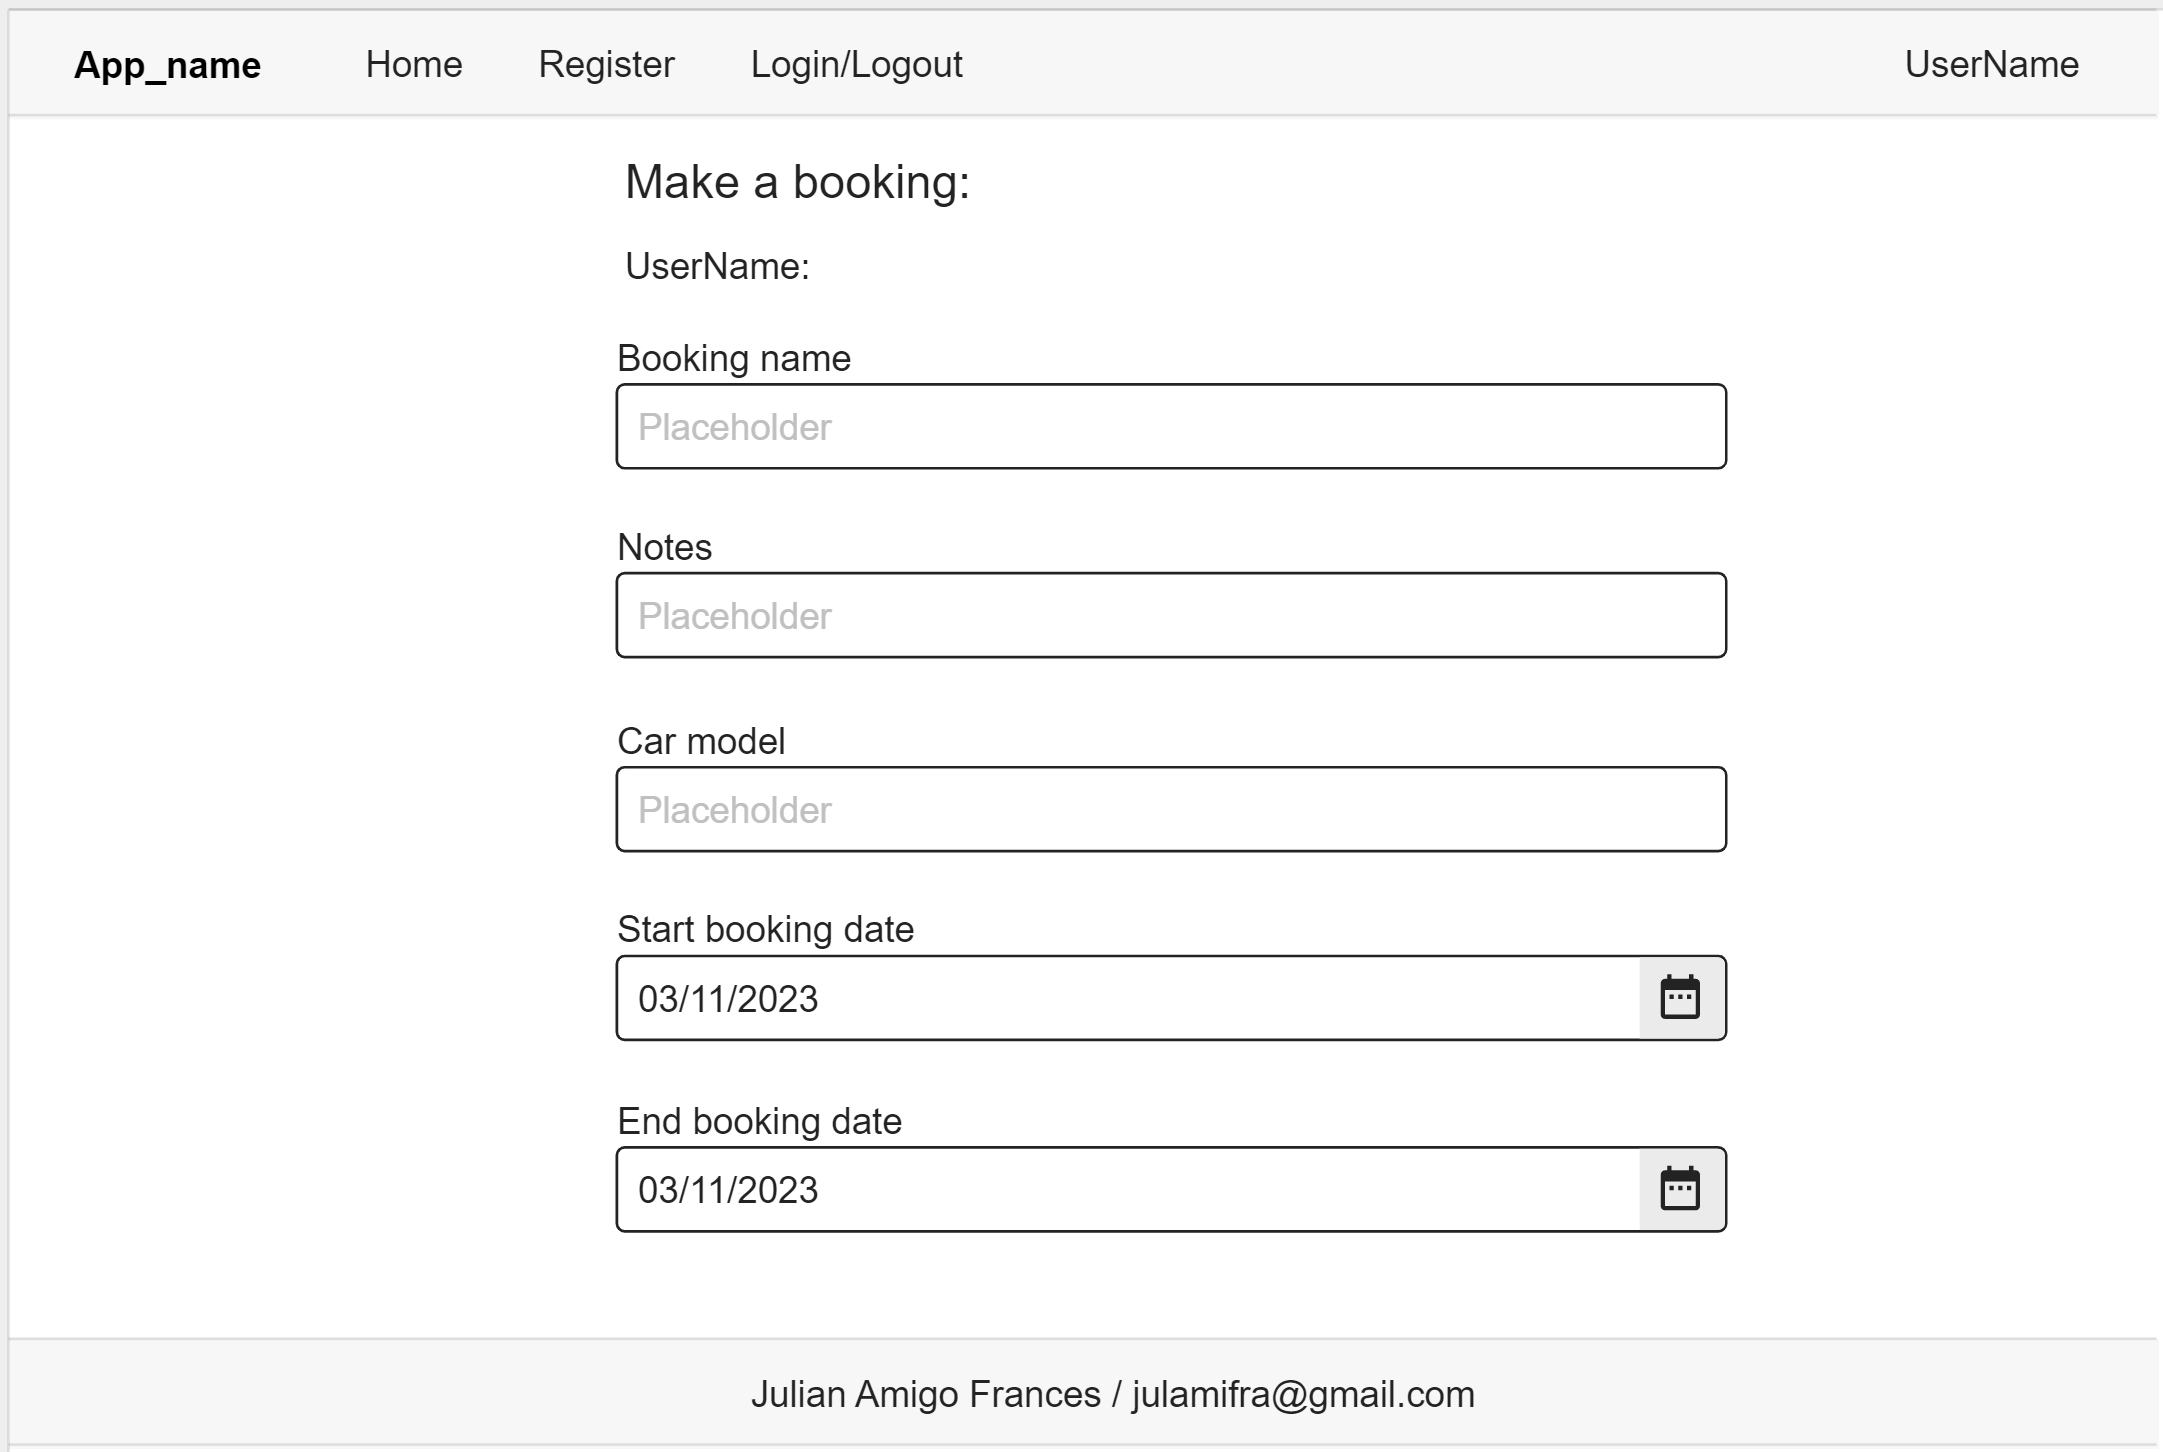 App_name Home Register Login/Logout UserName
Make a booking:
UserName:
Booking name
Placeholder
Notes
Placeholder
Car model
Placeholder
Start booking date
03/11/2023
End booking date
03/11/2023
Julian Amigo Frances / julamifra@gmail.com